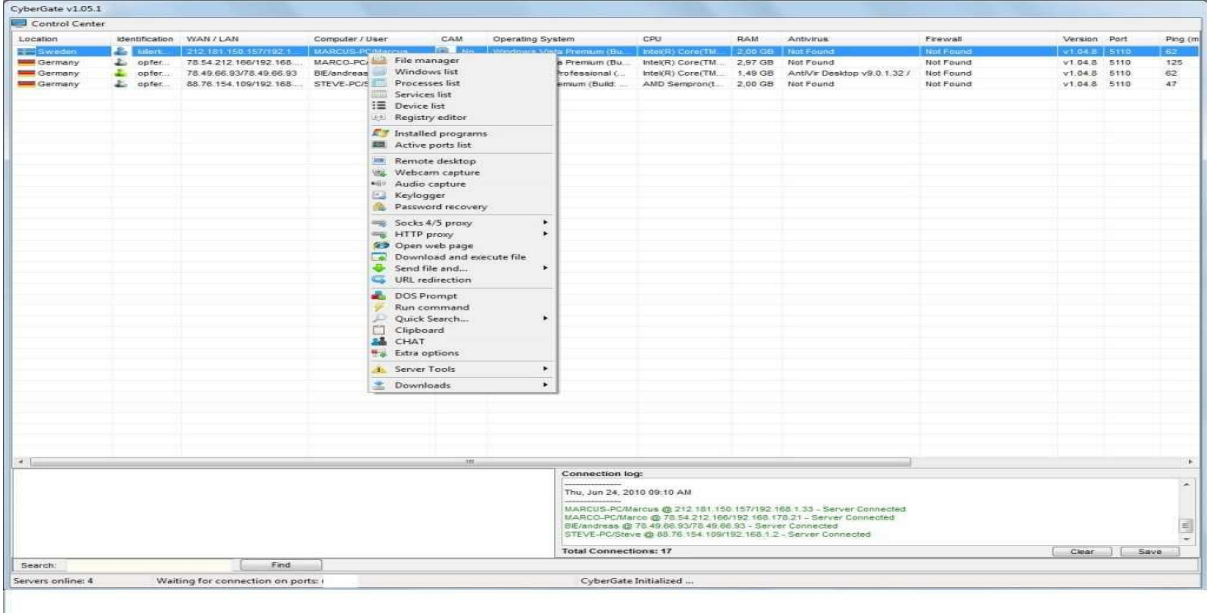 CyberGate v1.05.1
Control Center
Location Identification WAN / LAN Computer / User CAM Operating System CPU RAM Antivirus Firewall Version Port Ping (m
Sweden 212.181.150.157/192.1... MARCUS-PC/Marcus No Windows Vista Premium (Bu... Intel(R) Core(TM... 2,00 GB Not Found Not Found v1.04.8 5110 62
Germany opfer... 78.54.212.166/192.168.... MARCO-PC/ Premium (Bu... Intel(R) Core(TM... 2,97 GB Not Found Not Found v1.04.8 5110 125
Germany opfer... 78.49.66.93/78.49.66.93 BIE/andreas Professional (... Intel(R) Core(TM... 1,49 GB AntiVir Desktop v9.0.1.32 / Not Found v1.04.8 5110 62
Germany opfer... 88.76.154.109/192.168.... STEVE-PC/S (Build: ... AMD Sempron(t... 2,00 GB Not Found Not Found v1.04.8 5110 47
File manager
Windows list
Processes list
Services list
Device list
Registry editor
Installed programs
Active ports list
Remote desktop
Webcam capture
Audio capture
Keylogger
Password recovery
Socks 4/5 proxy
HTTP proxy
Open web page
Download and execute file
Send file and...
URL redirection
DOS Prompt
Run command
Quick Search...
Clipboard
CHAT
Extra options
Server Tools
Downloads
Connection log:
----------------
Thu, Jun 24, 2010 09:10 AM
----------------
MARCUS-PC/Marcus @ 212.181.150.157/192.168.1.33 - Server Connected
MARCO-PC/Marco @ 78.54.212.166/192.168.178.21 - Server Connected
BIE/andreas @ 78.49.66.93/78.49.66.93 - Server Connected
STEVE-PC/Steve @ 88.76.154.109/192.168.1.2 - Server Connected
Total Connections: 17 Clear Save
Search: Find
Servers online: 4 Waiting for connection on ports: CyberGate Initialized ...